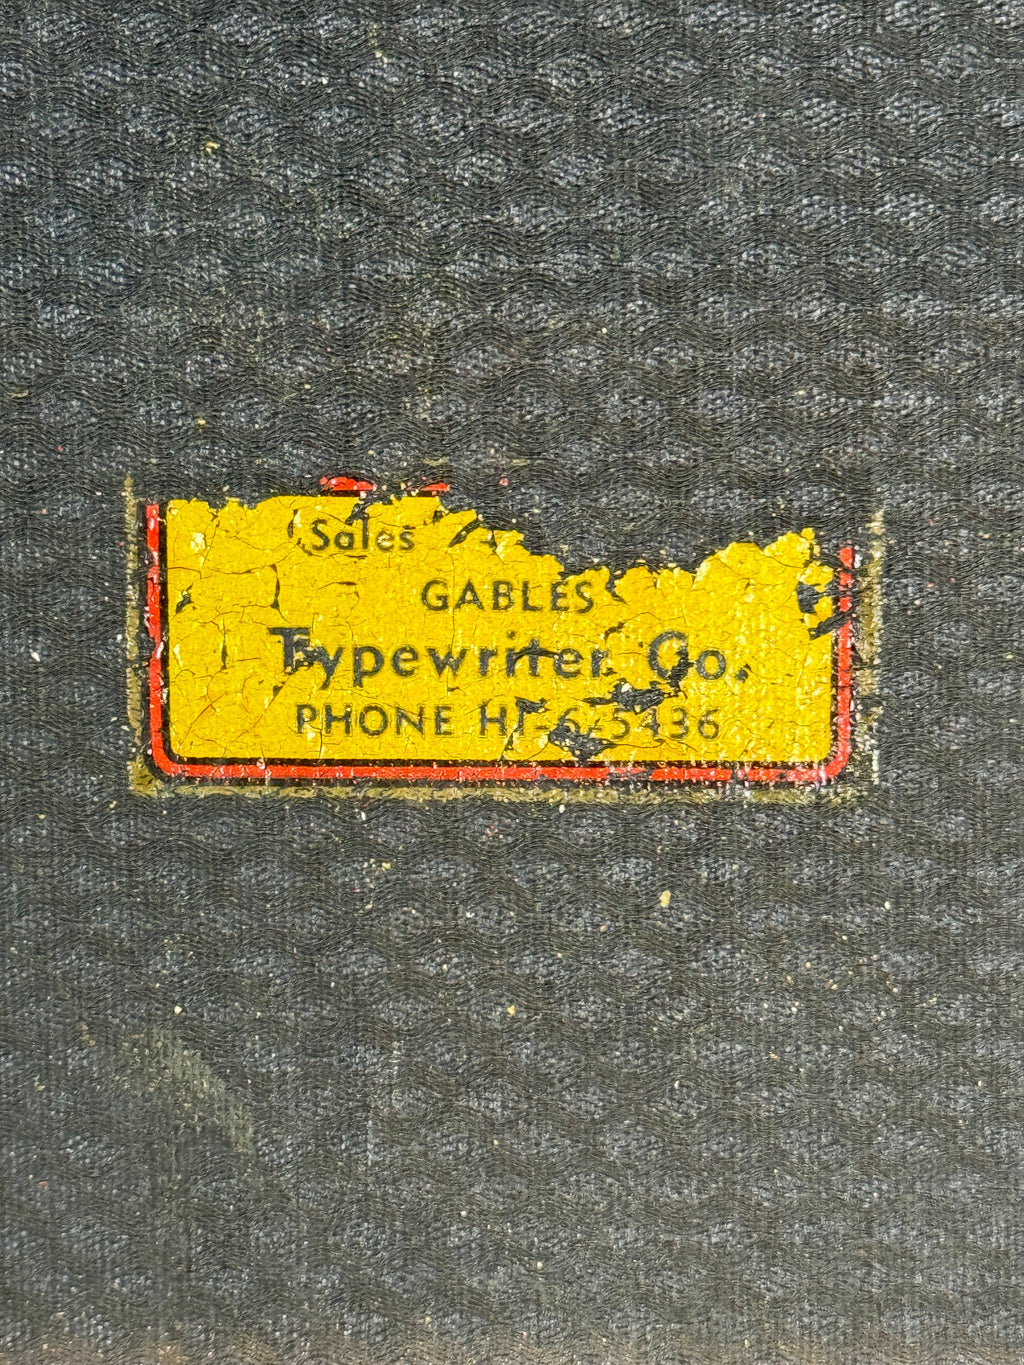 Sales
GABLES
Typewriter Co.
PHONE HI-6-5436